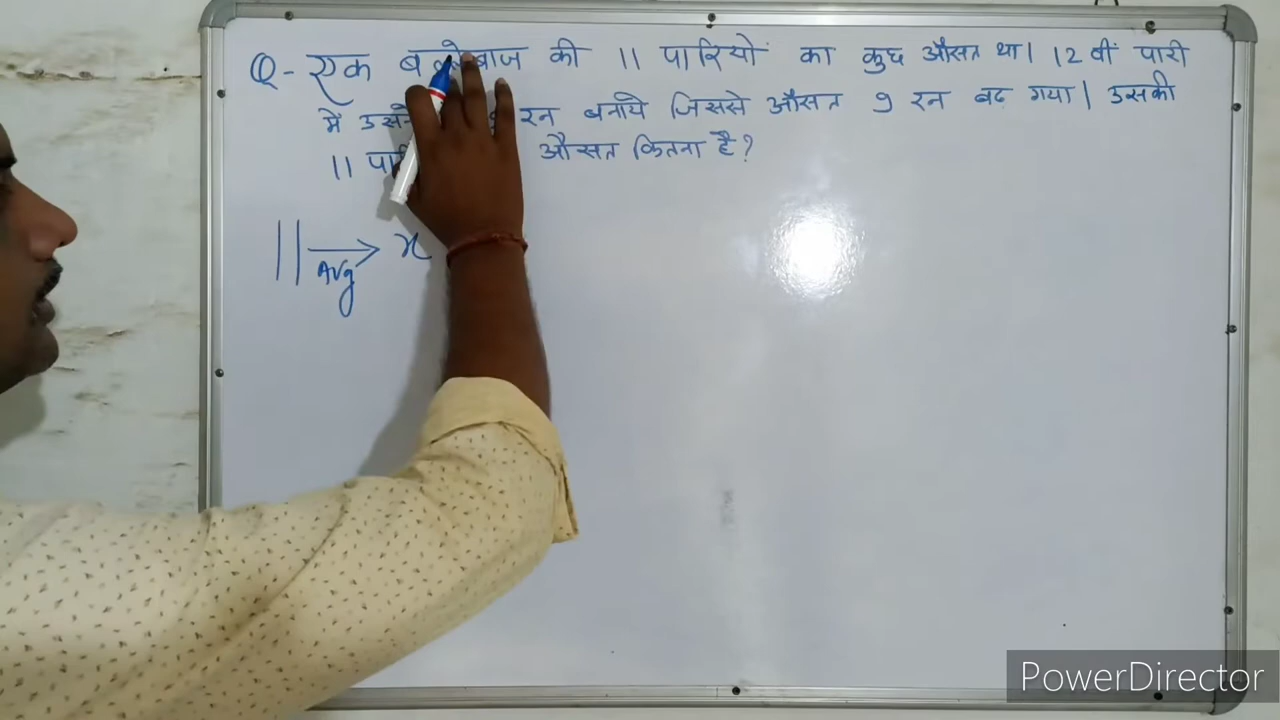 Q- एक बल्लेबाज की 11 पारियों का कुछ औसत था। 12 वीं पारी
में उसने रन बनाये जिससे औसत 9 रन बढ गया। उसकी
11 औसत कितना है?
11 Avg x
PowerDirector